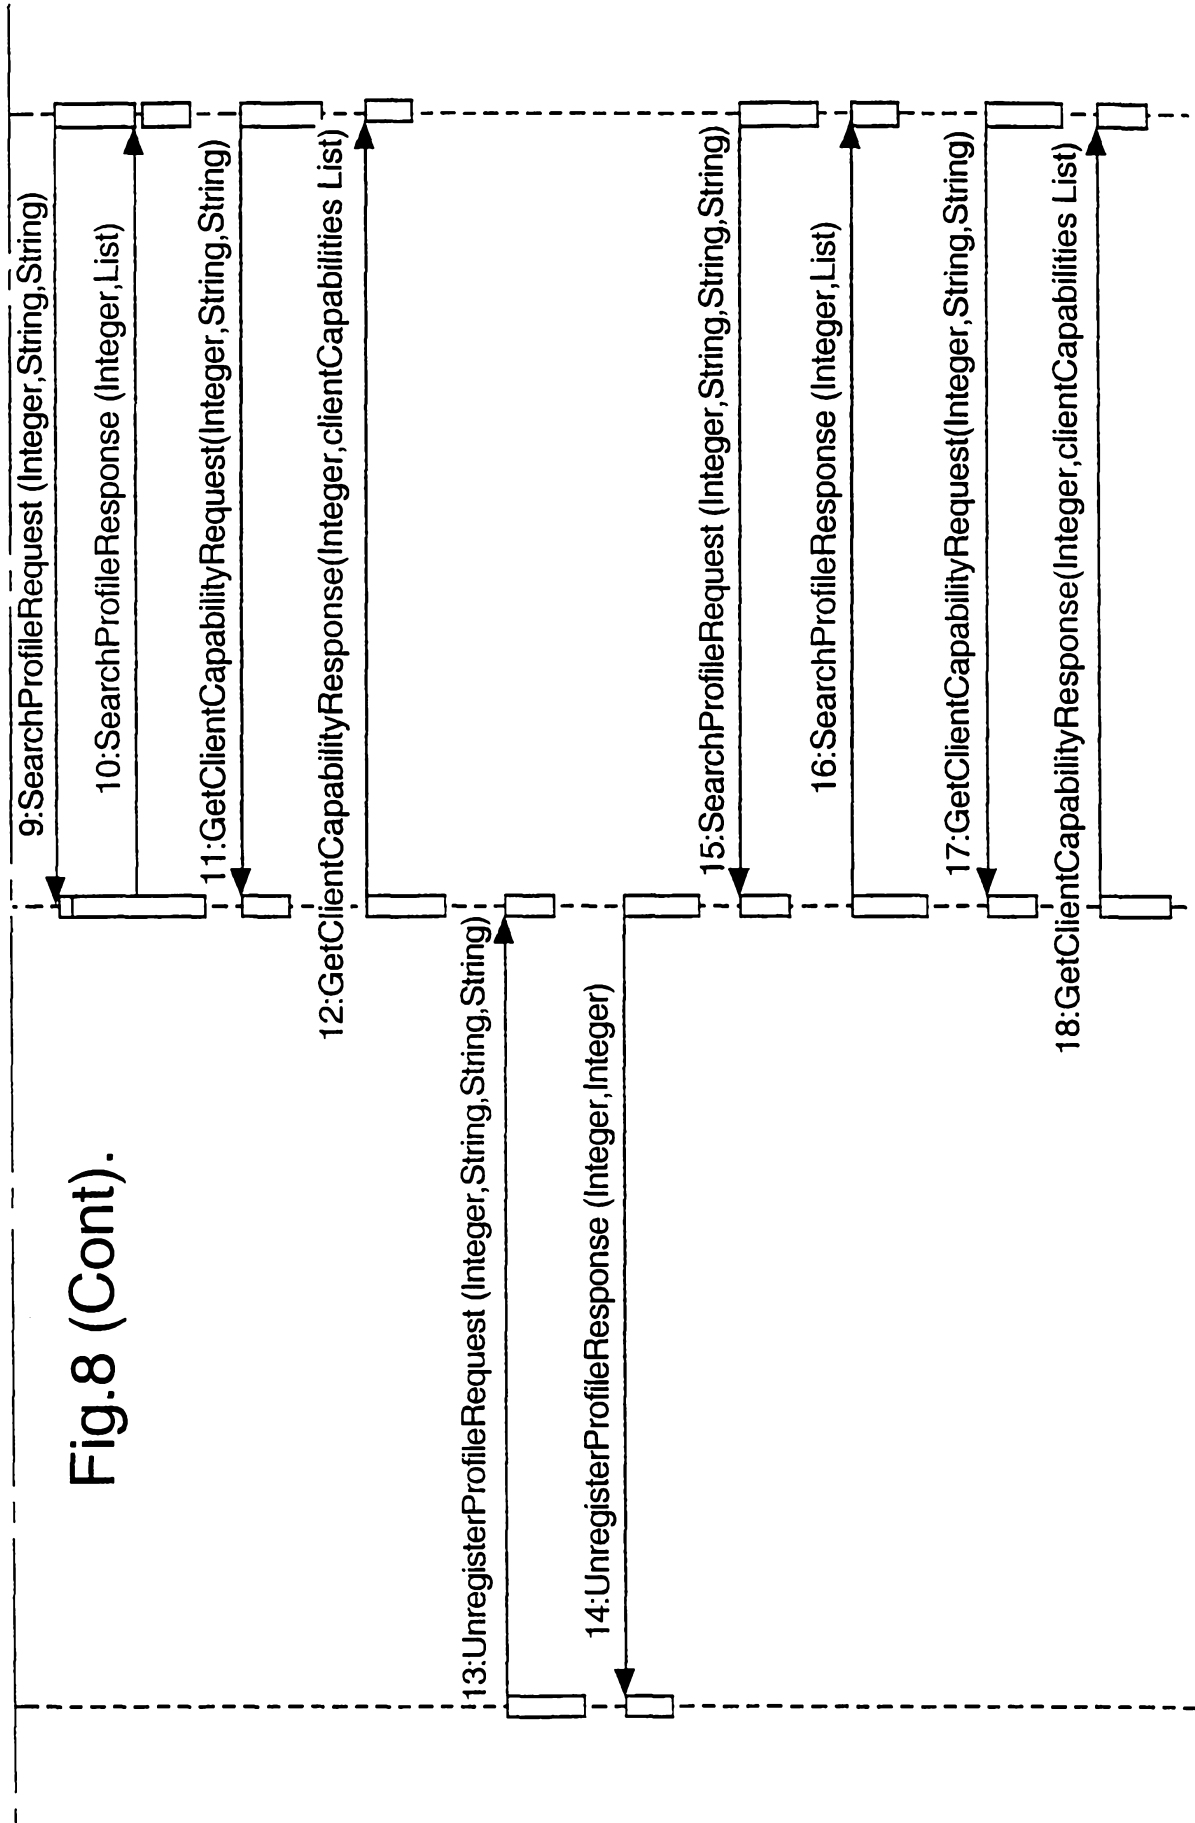 9:SearchProfileRequest (Integer,String,String)
10:SearchProfileResponse (Integer,List)
11:GetClientCapabilityRequest(Integer,String,String)
12:GetClientCapabilityResponse(Integer,clientCapabilities List)
13:UnregisterProfileRequest (Integer,String,String,String)
14:UnregisterProfileResponse (Integer,Integer)
15:SearchProfileRequest (Integer,String,String,String)
16:SearchProfileResponse (Integer,List)
17:GetClientCapabilityRequest(Integer,String,String)
18:GetClientCapabilityResponse(Integer,clientCapabilities List)
Fig.8 (Cont).